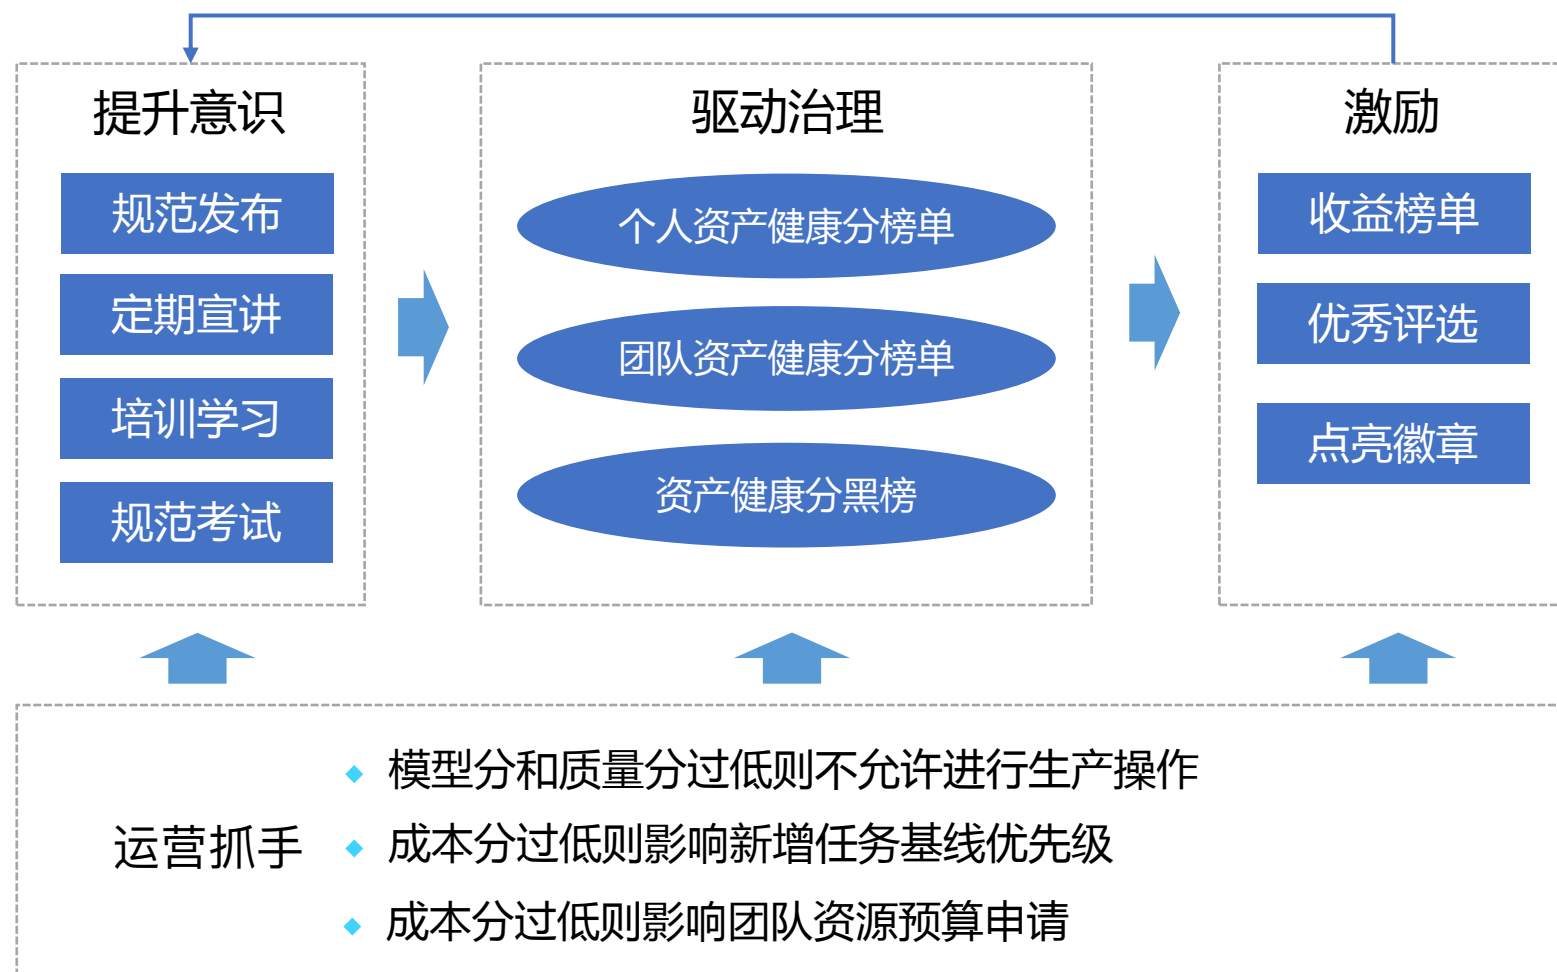 提升意识
规范发布
定期宣讲
培训学习
规范考试
驱动治理
个人资产健康分榜单
团队资产健康分榜单
资产健康分黑榜
激励
收益榜单
优秀评选
点亮徽章
运营抓手
模型分和质量分过低则不允许进行生产操作
成本分过低则影响新增任务基线优先级
成本分过低则影响团队资源预算申请